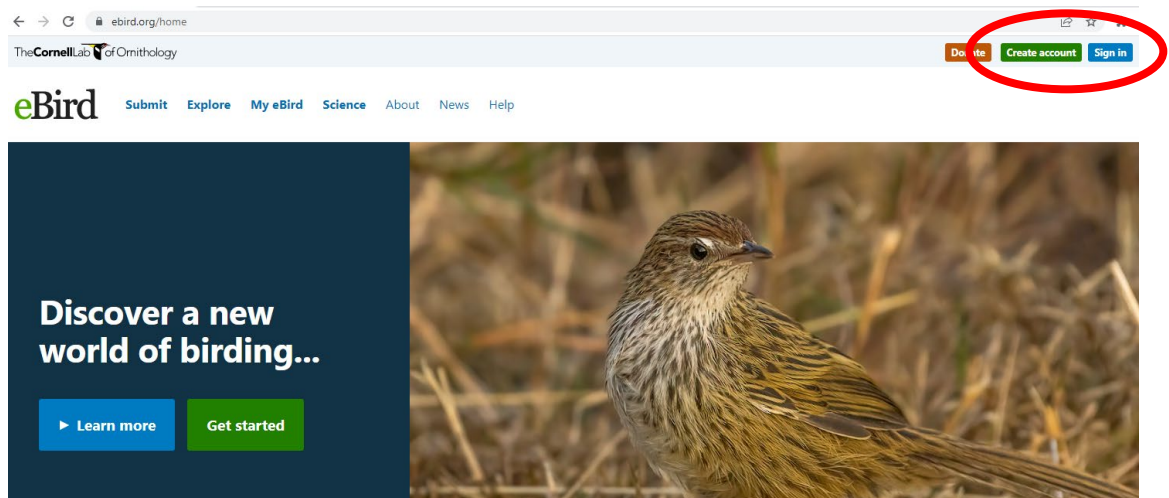 ebird.org/home
TheCornellLab of Ornithology
Donate Create account Sign in
eBird Submit Explore My eBird Science About News Help
Discover a new
world of birding...
Learn more Get started